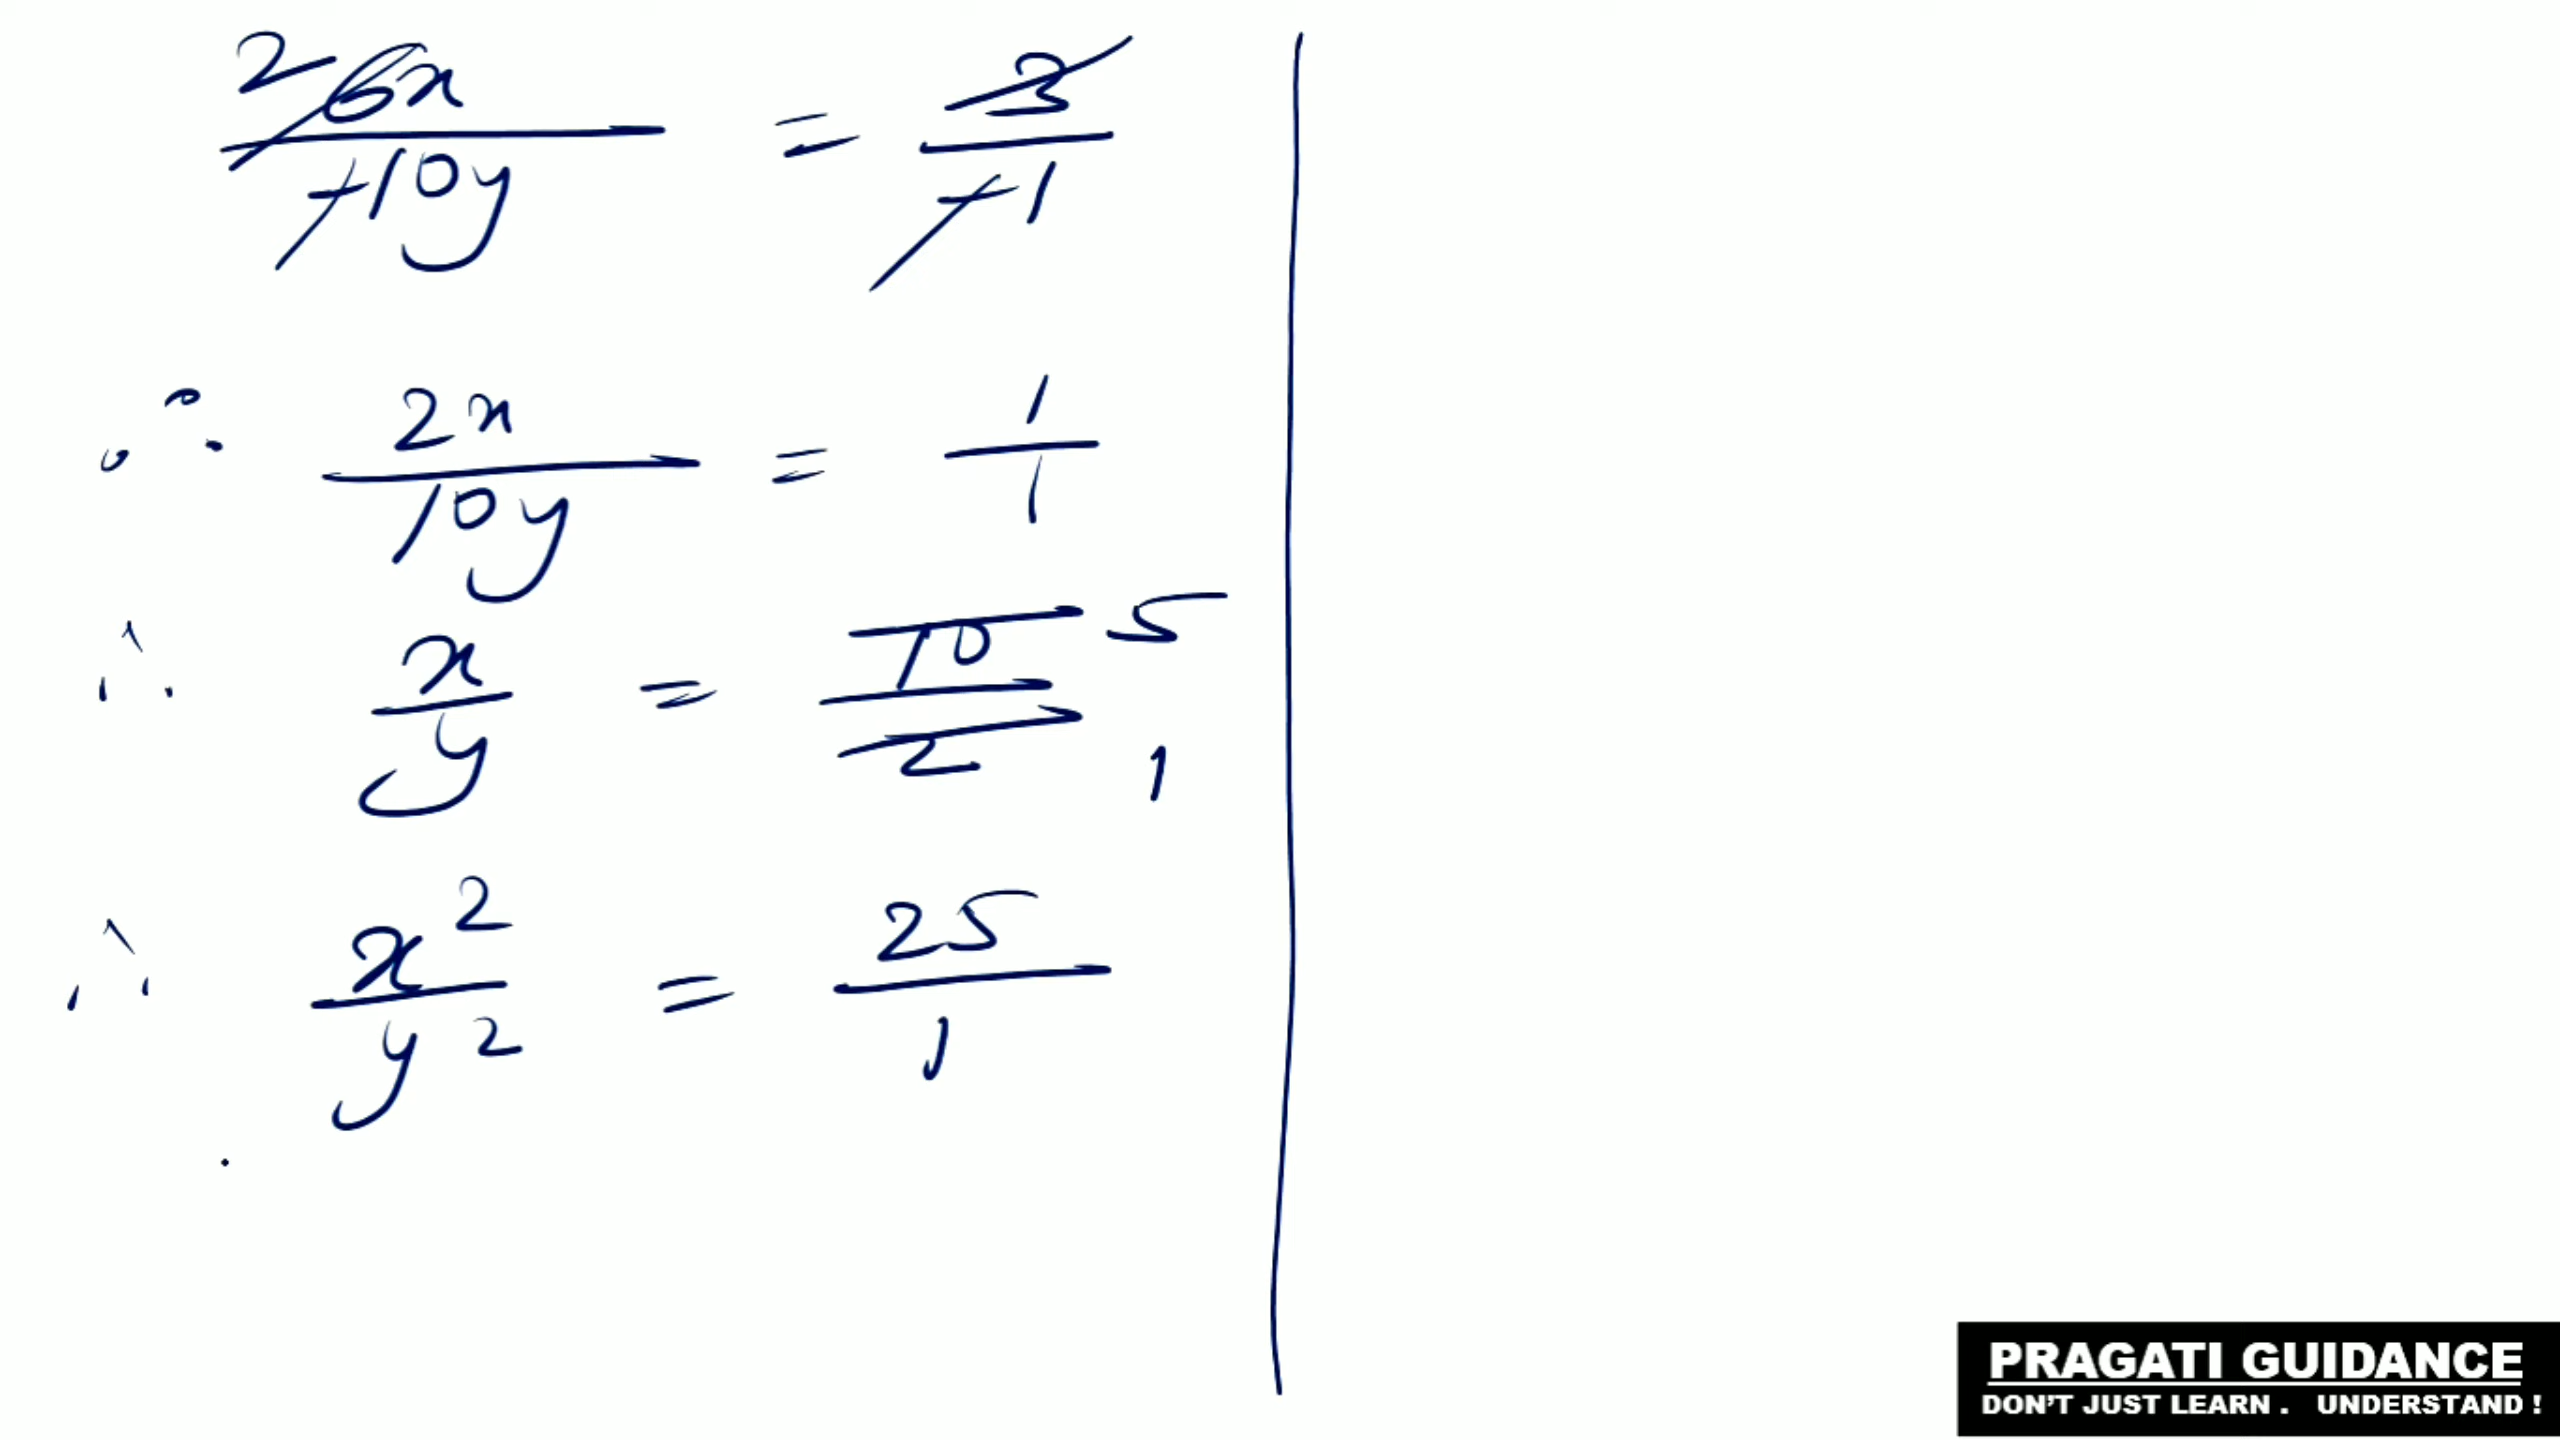 2 6x / -10y = 3 / -1
∴ 2x / 10y = 1 / 1
∴ x / y = 10 / 2 5 1
∴ x² / y² = 25 / 1
PRAGATI GUIDANCE
DON'T JUST LEARN . UNDERSTAND !